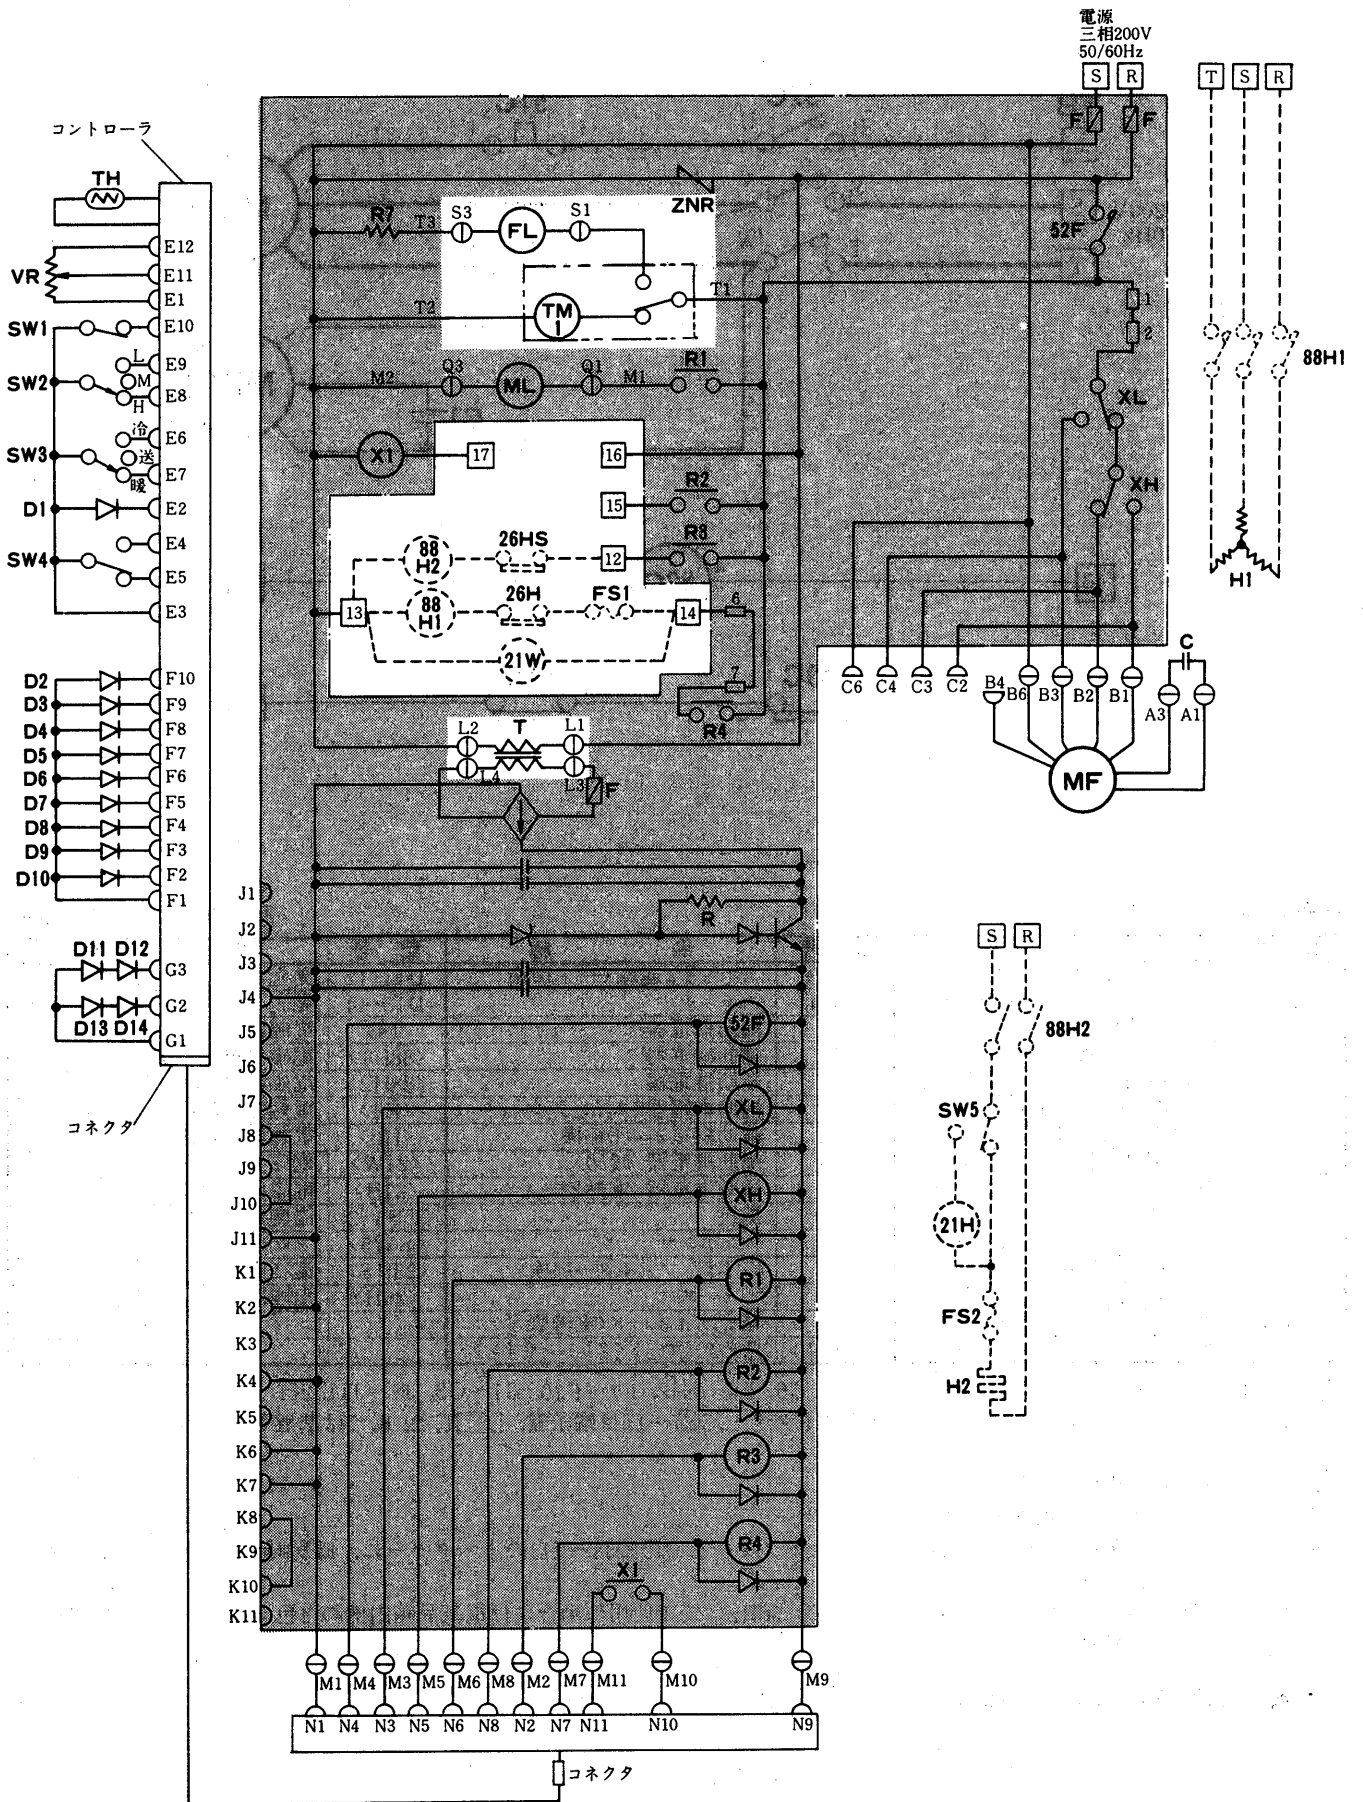 電源
三相200V
50/60Hz
S R
T S R
コントローラ
TH
E12
VR E11
E1
SW1 E10
L E9
SW2 M
H E8
冷 E6
SW3 送
暖 E7
D1 E2
E4
SW4 E5
E3
D2 F10
D3 F9
D4 F8
D5 F7
D6 F6
D7 F5
D8 F4
D9 F3
D10 F2
F1
D11 D12 G3
G2
D13 D14
G1
コネクタ
F F
ZNR
52F
R7 T3 S3 FL S1
T2 TM
1 T1
1
2
M2 Q3 ML Q1 M1 R1
XL
X1 17 16
XH
15 R2
88
H2 26HS 12 R3
13 88
H1 26H FS1 14 6
21W
7
R4
88H1
H1
C6 C4 C3 C2
B4 B6 B3 B2 B1
C
A3 A1
MF
L2 T L1
L4 L3 F
R
J1
J2
J3
J4
J5
J6
J7
J8
J9
J10
J11
K1
K2
K3
K4
K5
K6
K7
K8
K9
K10
K11
52F
XL
XH
R1
R2
R3
R4
X1
S R
88H2
SW5
21H
FS2
H2
M1 M4 M3 M5 M6 M8 M2 M7 M11 M10 M9
N1 N4 N3 N5 N6 N8 N2 N7 N11 N10 N9
コネクタ